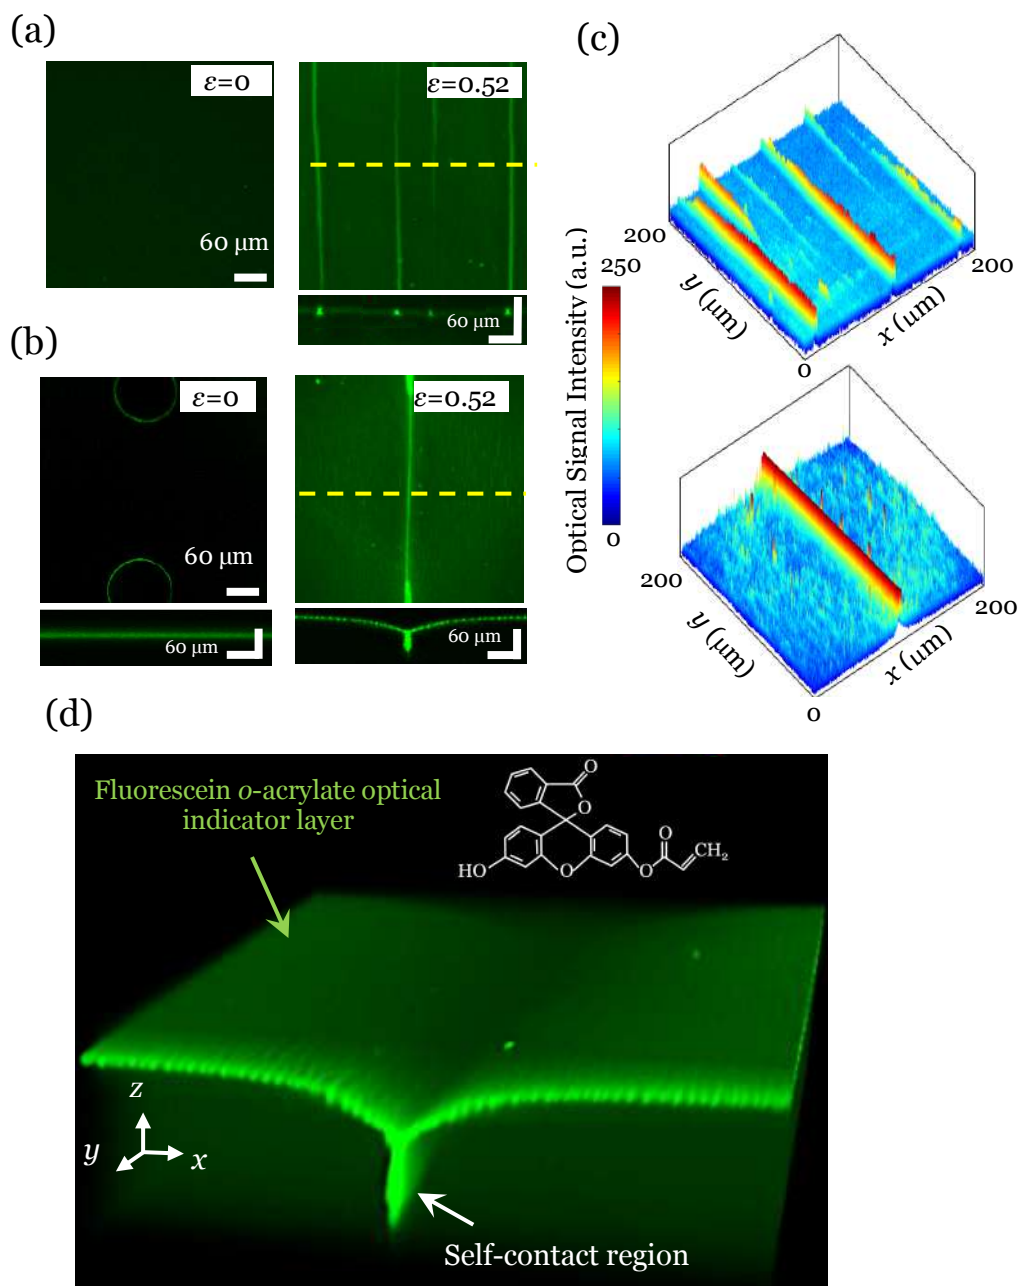 (a)
ε=0
60 μm
ε=0.52
60 μm
(b)
ε=0
60 μm
60 μm
ε=0.52
60 μm
(c)
Optical Signal Intensity (a.u.)
250
0
200
y (μm)
0
x (μm)
200
200
y (μm)
0
x (μm)
200
(d)
Fluorescein o-acrylate optical
indicator layer
O
O
O
HO
O
O
CH2
z
y
x
Self-contact region